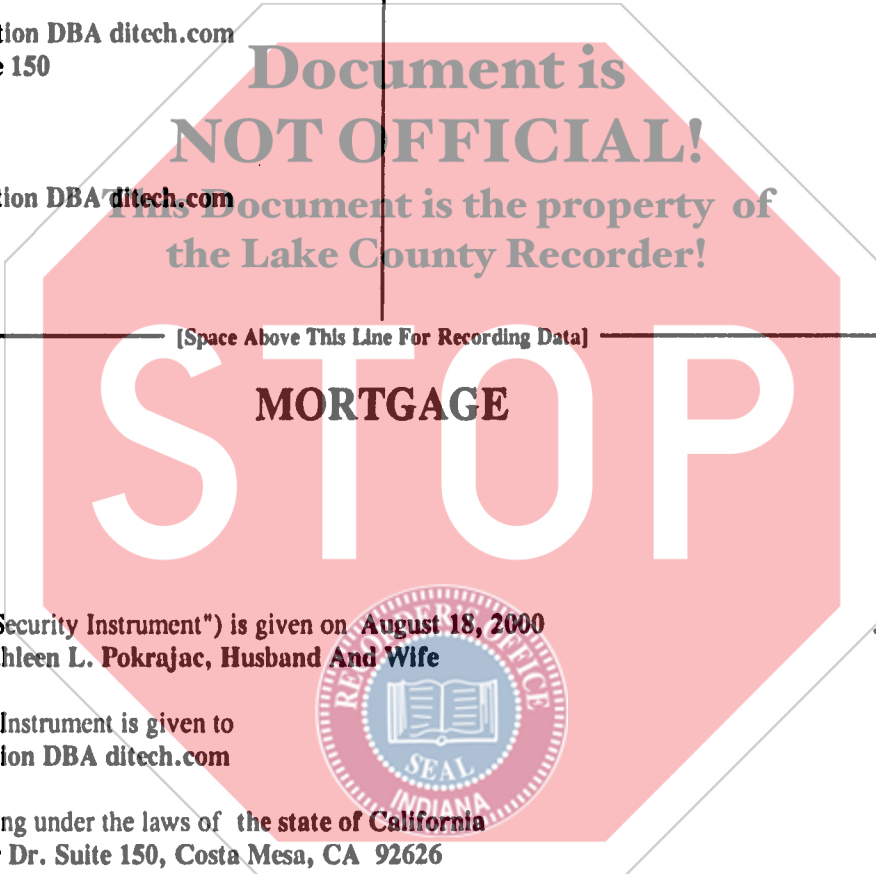 tion DBA ditech.com
e 150
Document is
NOT OFFICIAL!
tion DBA ditech.com
This Document is the property of
the Lake County Recorder!
[Space Above This Line For Recording Data]
MORTGAGE
STOP
Security Instrument") is given on August 18, 2000
hleen L. Pokrajac, Husband And Wife
Instrument is given to
ion DBA ditech.com
ng under the laws of the state of California
Dr. Suite 150, Costa Mesa, CA 92626
RECORDER'S OFFICE
SEAL
INDIANA